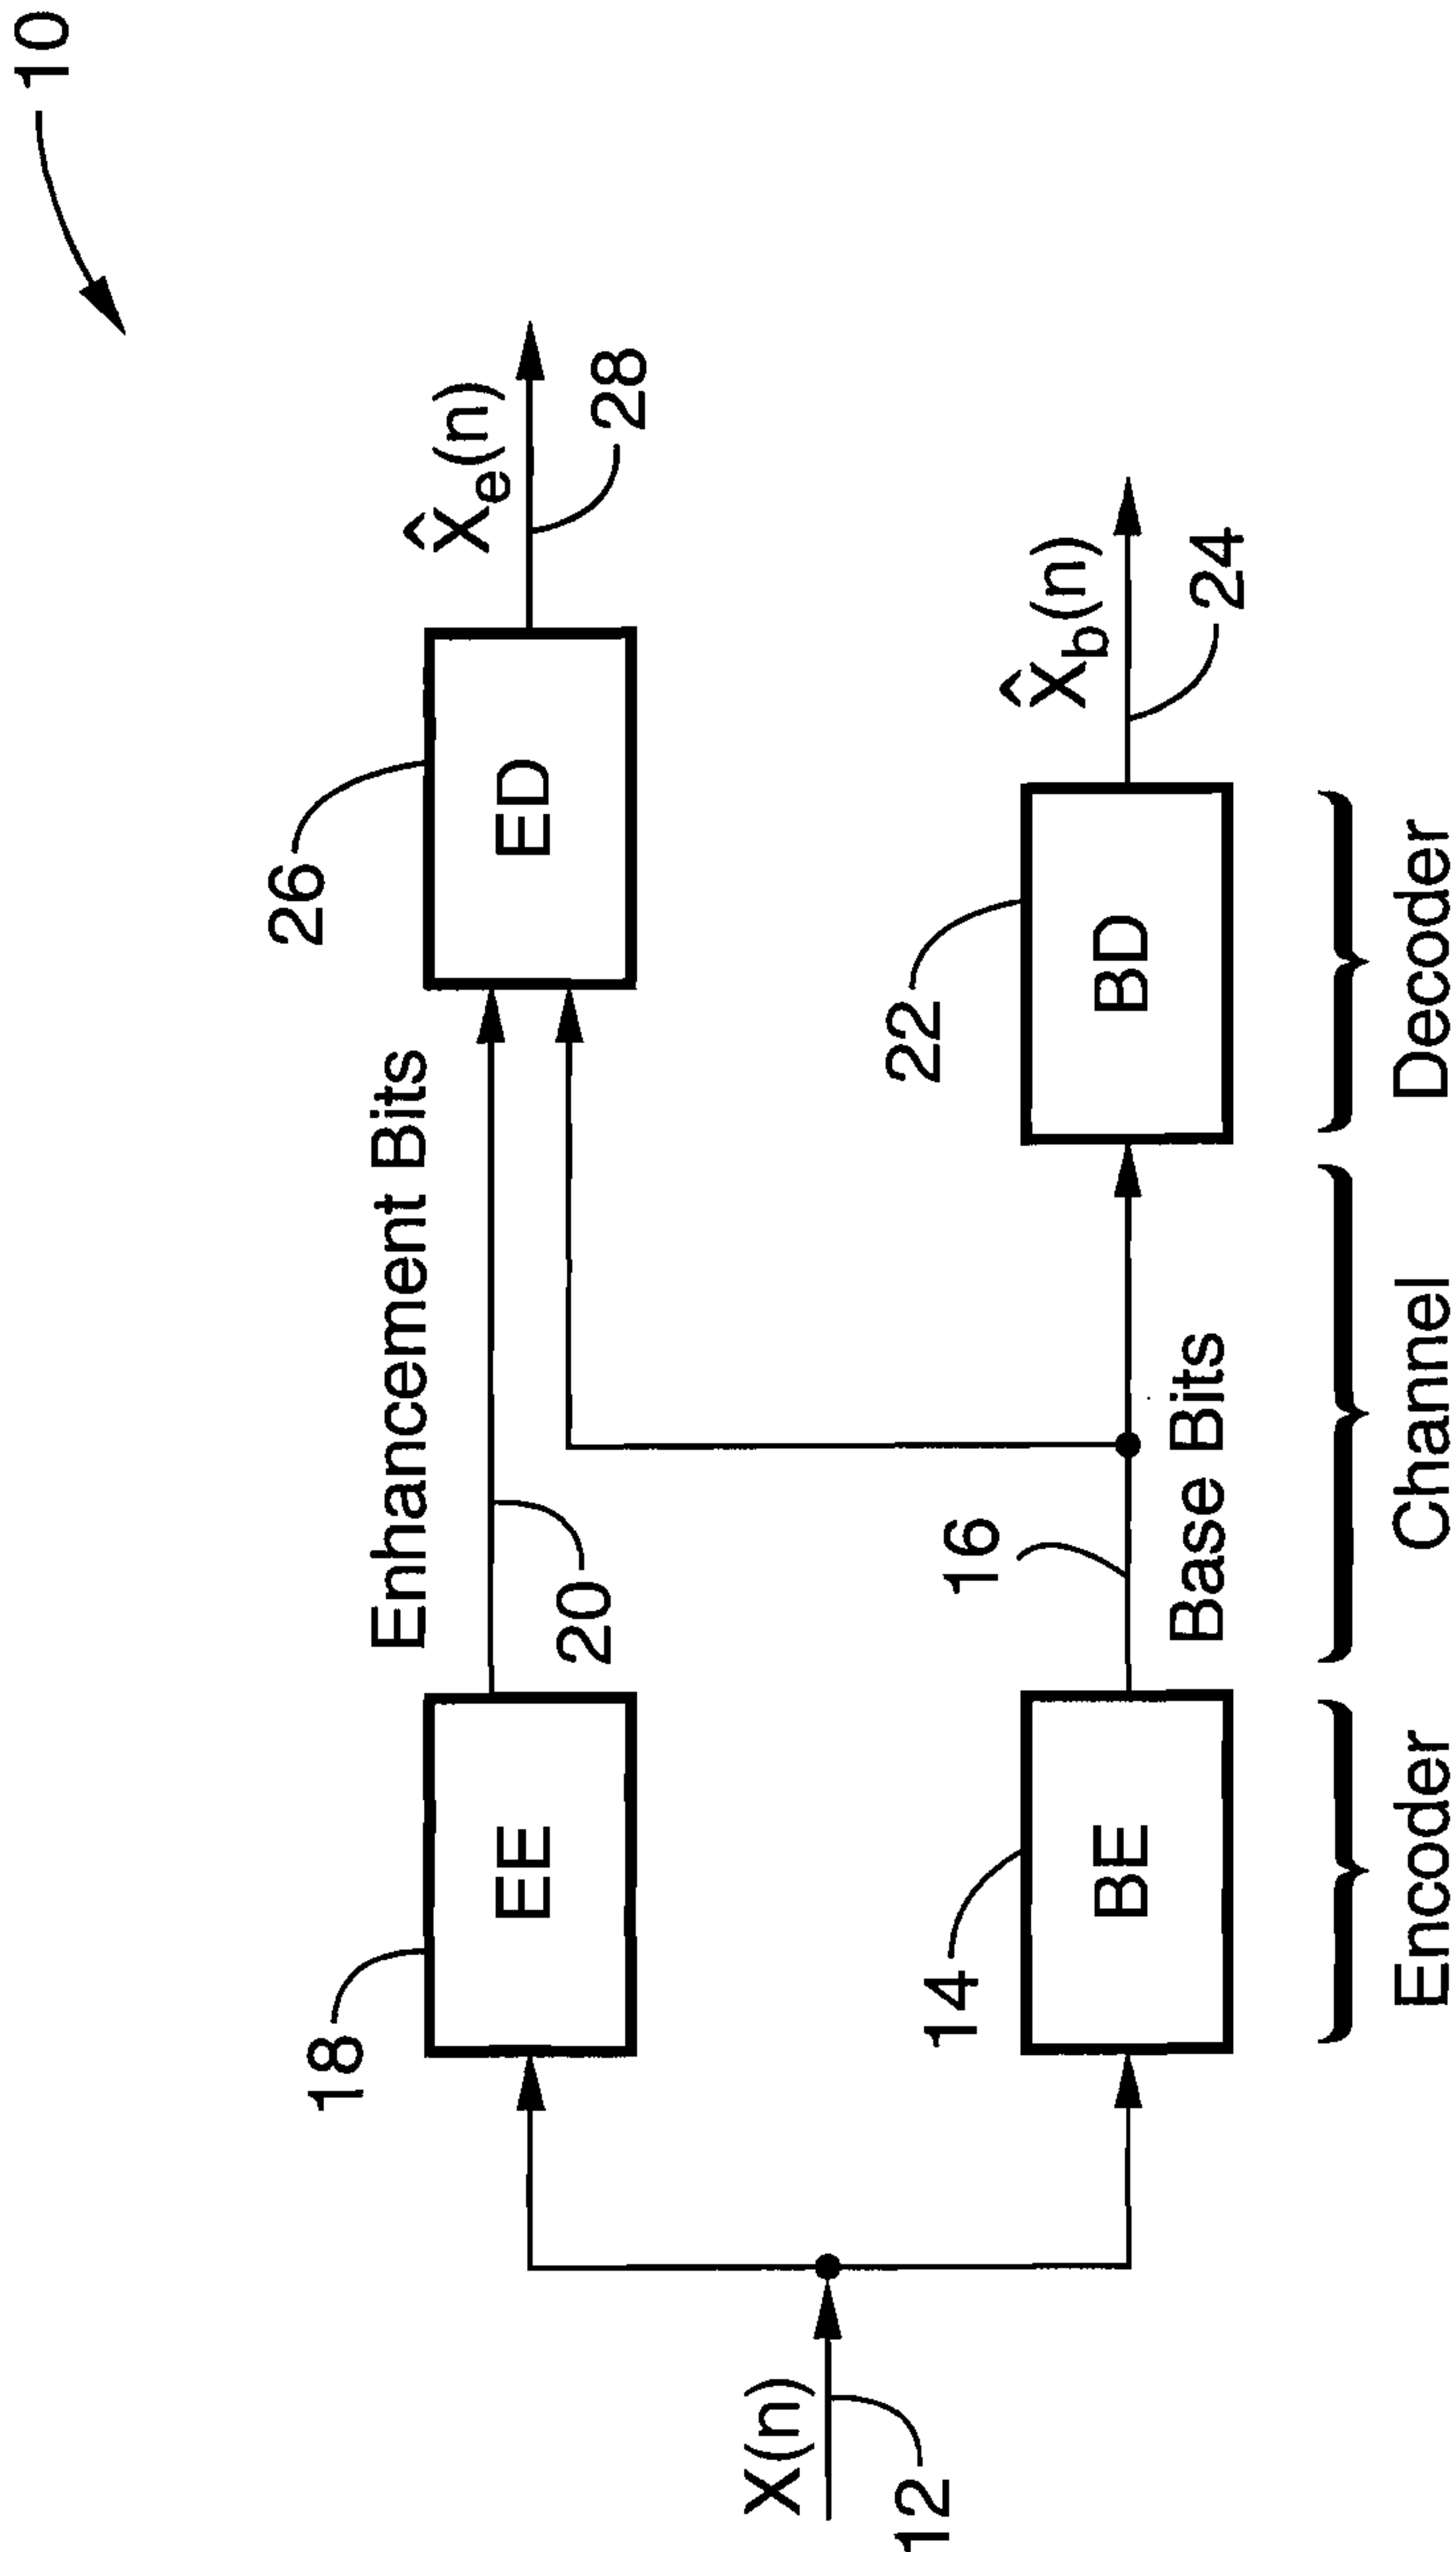 10
Enhancement Bits
X̂e(n)
18
EE
20
26
ED
28
X(n)
12
14
BE
16
Base Bits
22
BD
X̂b(n)
24
Encoder
Channel
Decoder